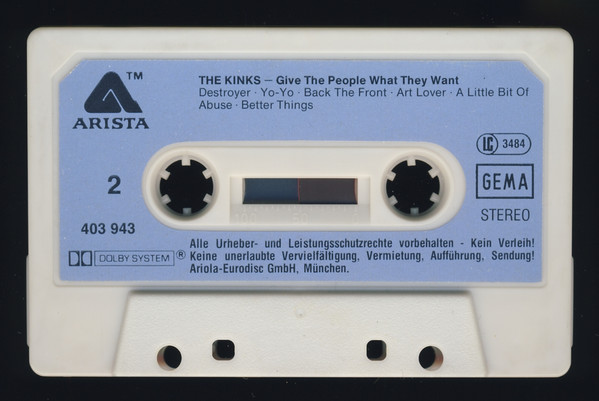 TM
ARISTA
THE KINKS – Give The People What They Want
Destroyer · Yo-Yo · Back The Front · Art Lover · A Little Bit Of
Abuse · Better Things
LC 3484
2
GEMA
403 943
STEREO
DOLBY SYSTEM ®
Alle Urheber- und Leistungsschutzrechte vorbehalten - Kein Verleih!
Keine unerlaubte Vervielfältigung, Vermietung, Aufführung, Sendung!
Ariola-Eurodisc GmbH, München.